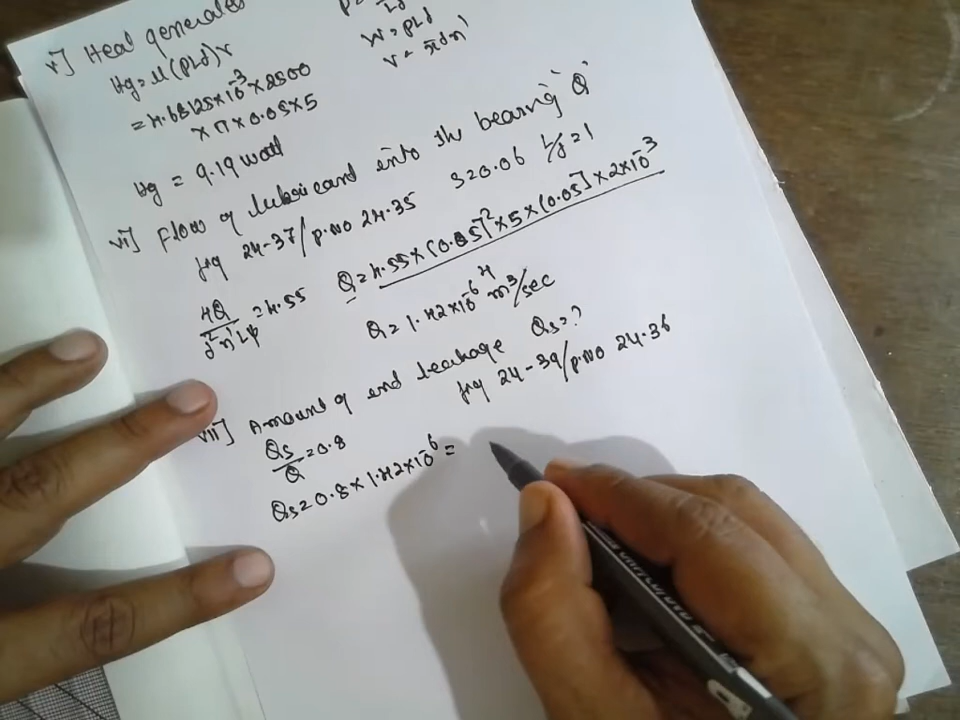 v] Heat generated
Hg = μ(PLd)v
W = PLd
v = πdn'
= 4.68125×10⁻³×2500
×π×0.05×5
Hg = 9.19 watt
vi] Flow of lubricant into the bearing 'Q'
fig 24-37/p.no 24.35 S=0.06 L/d=1
4Q/d²n'Lψ = 4.55 Q = 4.55×(0.05)²×5×(0.05)×2×10⁻³
4
Q = 1.42×10⁻⁶ m³/sec
vii] Amount of end leakage Qs=?
fig 24-39/p.no 24.36
Qs/Q = 0.8
Qs = 0.8×1.42×10⁻⁶ =